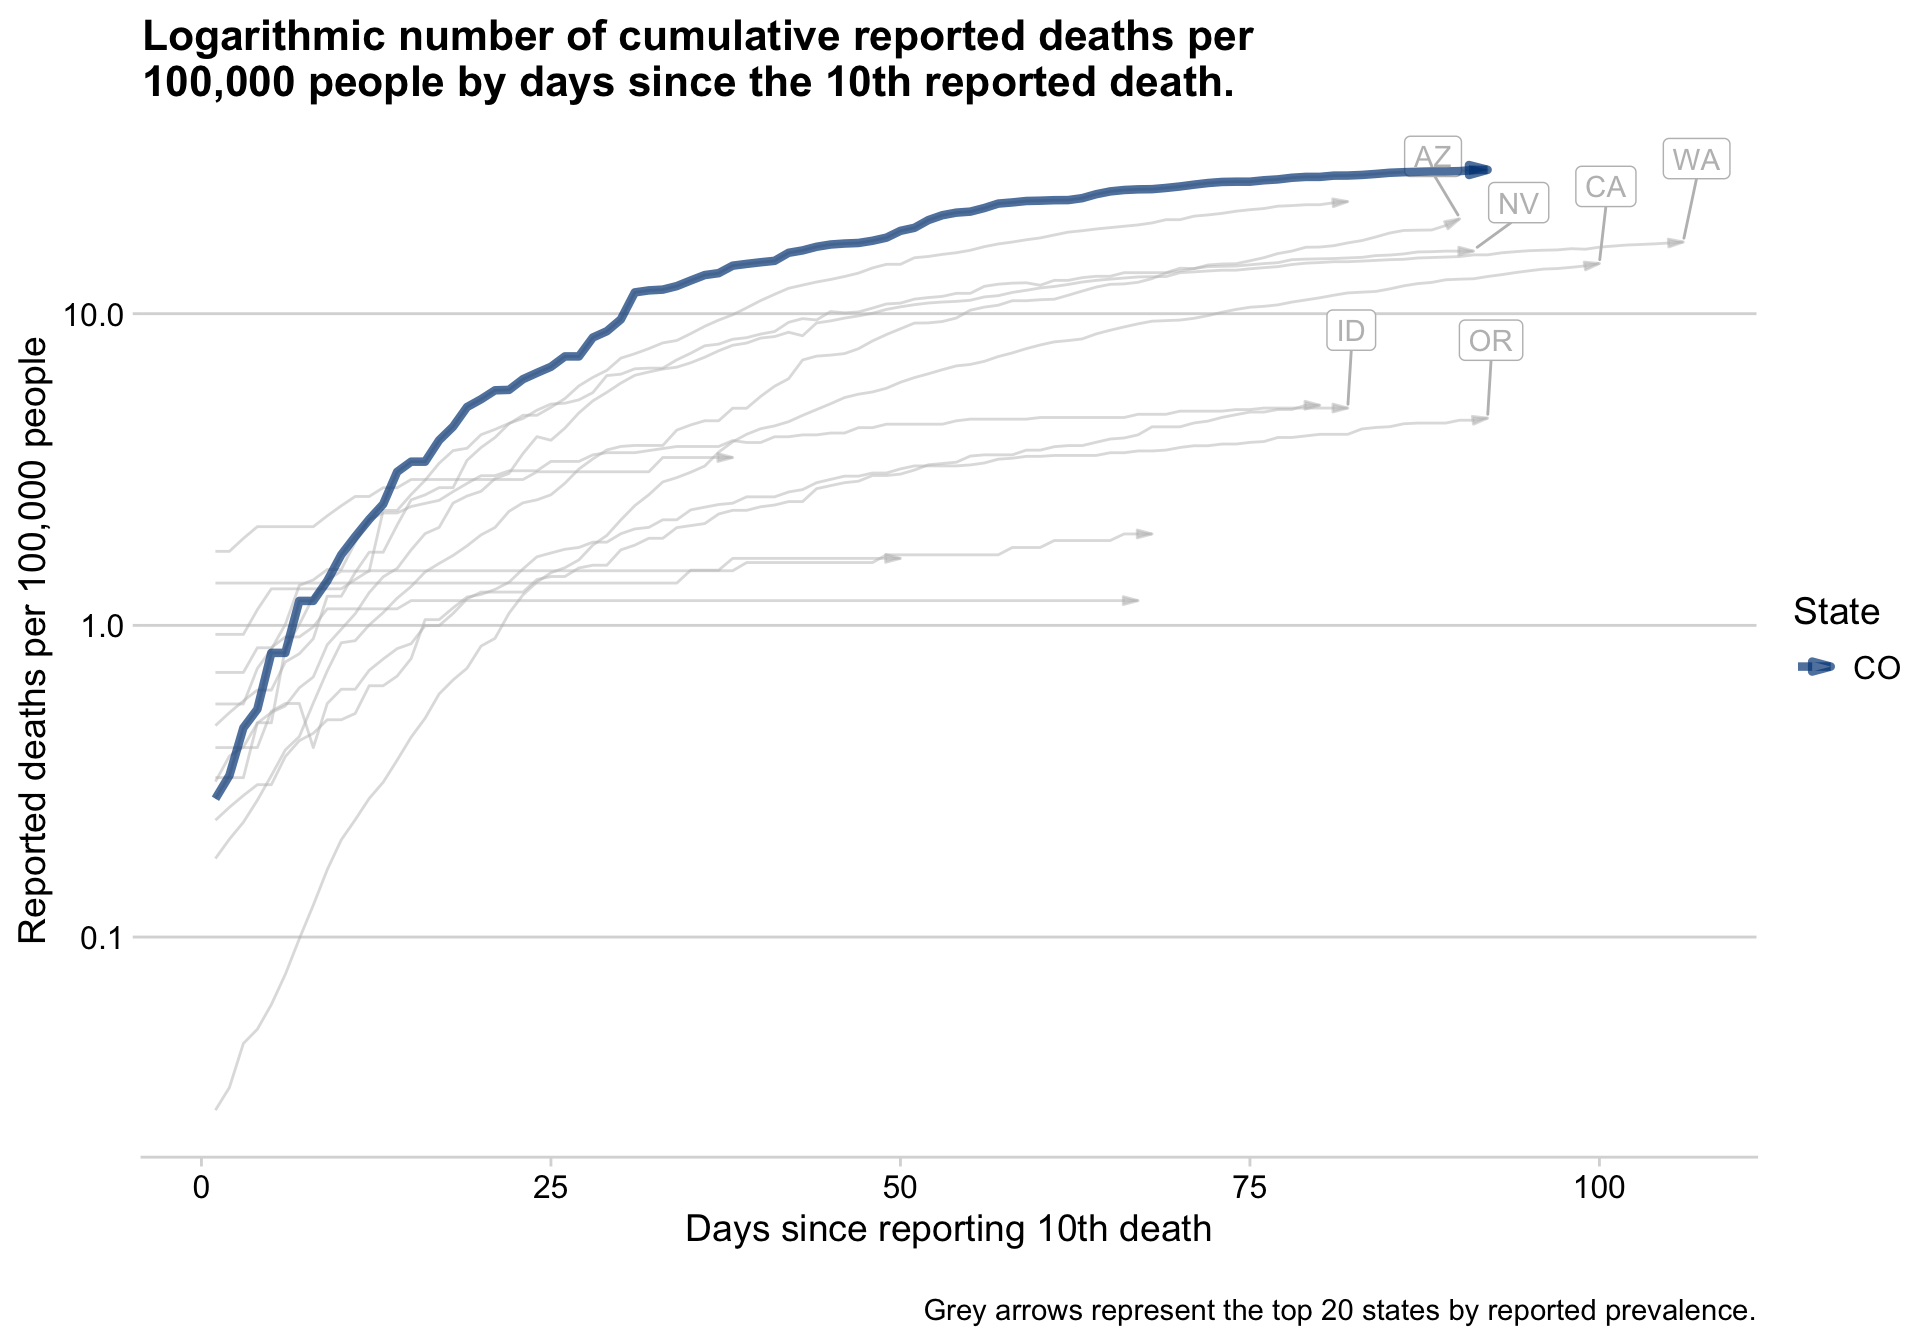 Logarithmic number of cumulative reported deaths per
100,000 people by days since the 10th reported death.
Reported deaths per 100,000 people
10.0
1.0
0.1
AZ
NV
CA
WA
ID
OR
State
CO
0
25
50
75
100
Days since reporting 10th death
Grey arrows represent the top 20 states by reported prevalence.